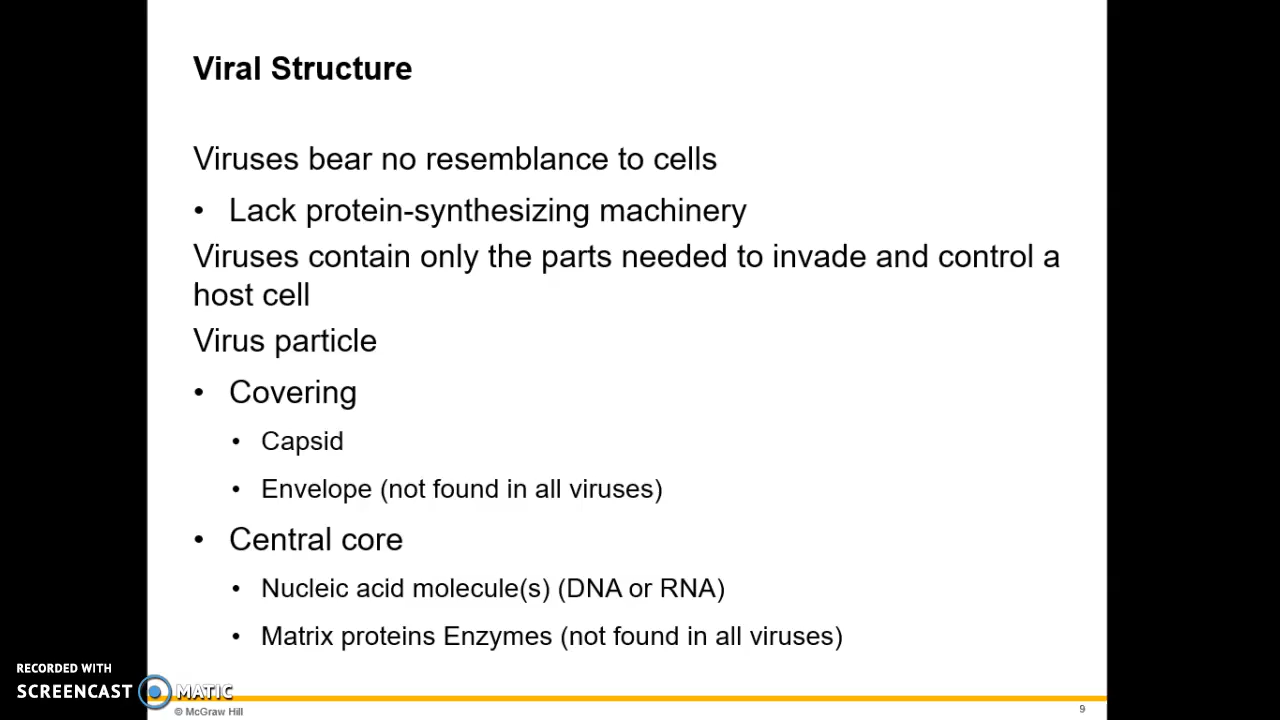 Viral Structure
Viruses bear no resemblance to cells
• Lack protein-synthesizing machinery
Viruses contain only the parts needed to invade and control a
host cell
Virus particle
• Covering
• Capsid
• Envelope (not found in all viruses)
• Central core
• Nucleic acid molecule(s) (DNA or RNA)
• Matrix proteins Enzymes (not found in all viruses)
RECORDED WITH
SCREENCAST MATIC
© McGraw Hill
9